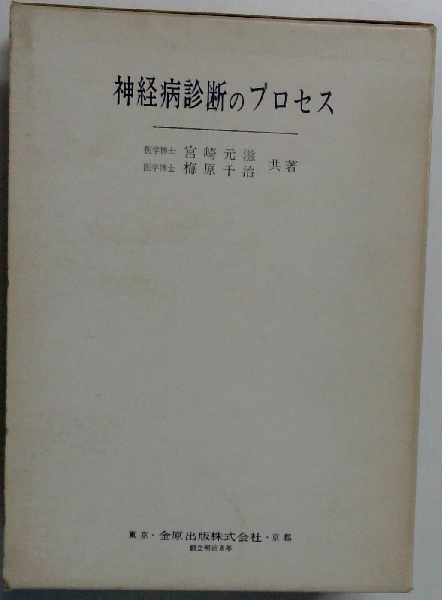 神経病診断のプロセス
医学博士 宮崎元滋
医学博士 梅原千治 共著
東京・金原出版株式会社・京都
創立明治8年